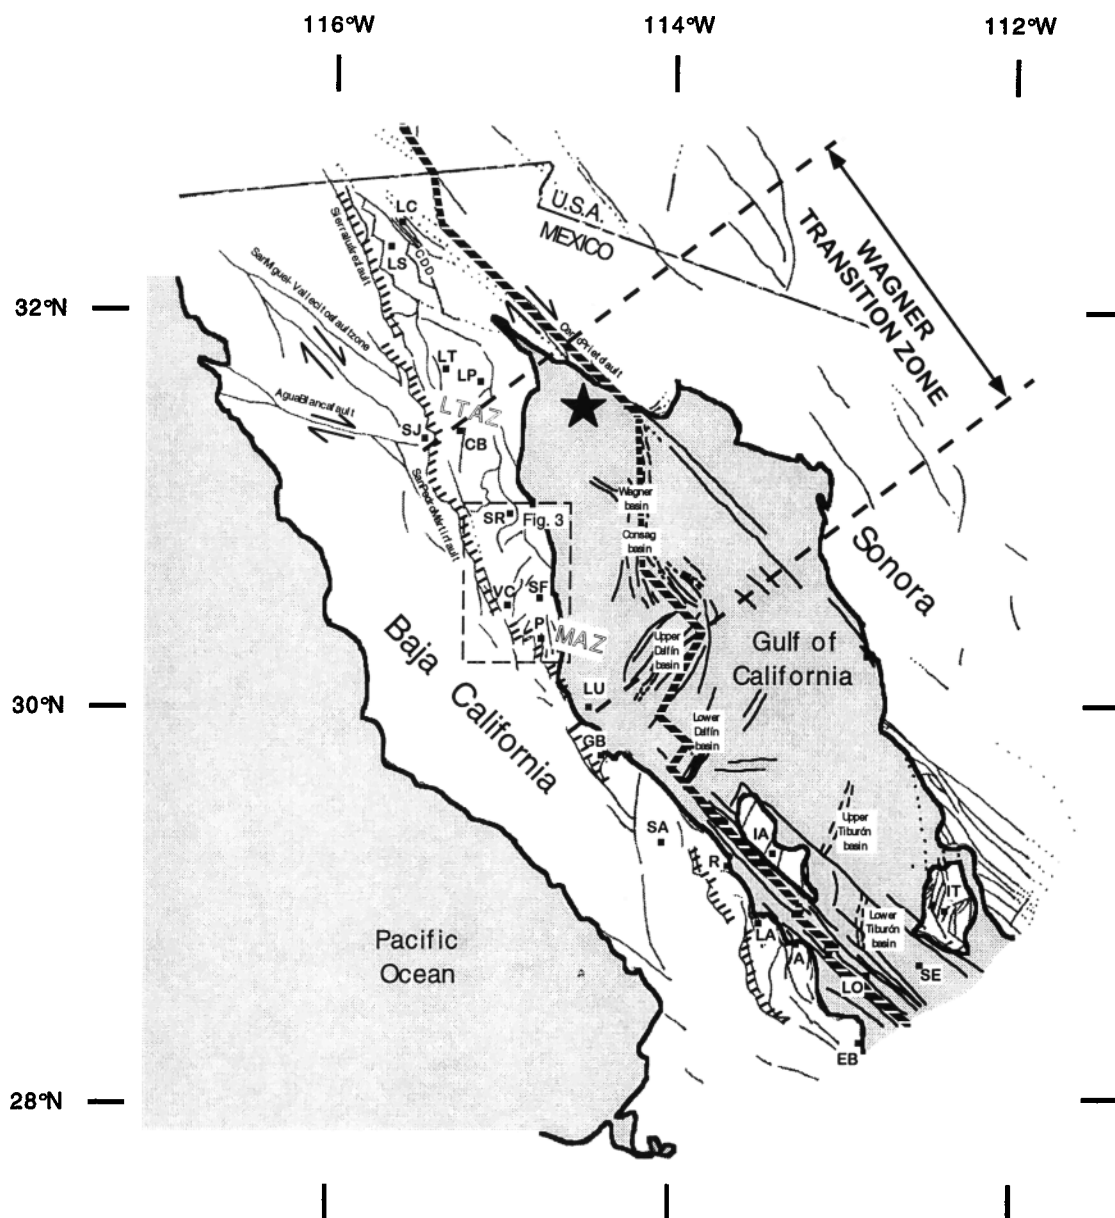 116°W
114°W
112°W
U.S.A.
MEXICO
WAGNER
TRANSITION ZONE
LC
LS
CDD
32°N
LT
LP
LTAZ
SJ
CB
Wagner
basin
Consag
basin
SR
Fig. 3
Sonora
VC
SF
P
MAZ
Upper
Dalfín
basin
Gulf of
California
Baja
California
30°N
LU
Lower
Dalfín
basin
GB
SA
IA
Upper
Tiburón
basin
R
IT
LA
A
Lower
Tiburón
basin
SE
LO
Pacific
Ocean
EB
28°N